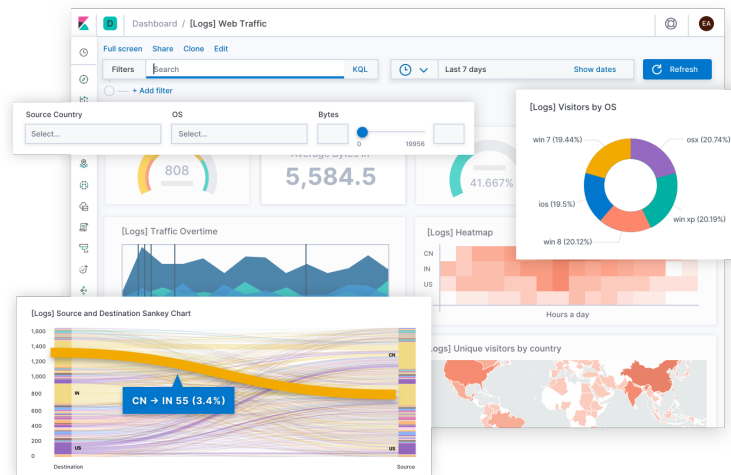 D Dashboard / [Logs] Web Traffic EA
Full screen Share Clone Edit
Filters Search KQL Last 7 days Show dates Refresh
+ Add filter
Source Country OS Bytes
Select... Select...
0 19956
[Logs] Visitors by OS
win 7 (19.44%) osx (20.74%)
ios (19.5%) win xp (20.19%)
win 8 (20.12%)
808
Average Bytes In
5,584.5
41.667%
[Logs] Traffic Overtime
[Logs] Heatmap
CN
IN
US
Hours a day
[Logs] Source and Destination Sankey Chart
1,600
1,400
1,200
1,000
800
600
400
200
0
CN
IN
CN → IN 55 (3.4%)
US US
Destination Source
[Logs] Unique visitors by country